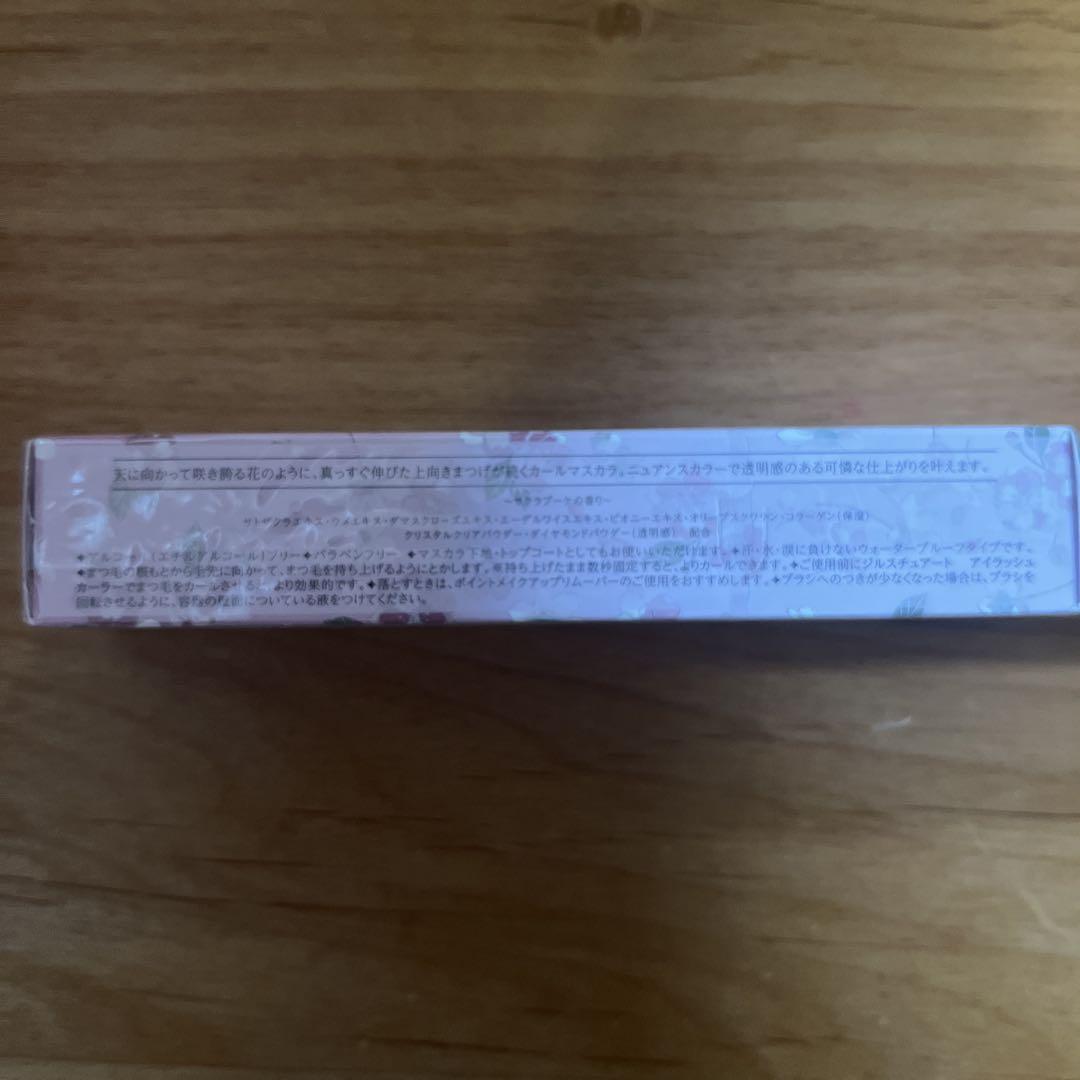 天に向かって咲き誇る花のように、真っすぐ伸びた上向きまつげが続くカールマスカラ。ニュアンスカラーで透明感のある可憐な仕上がりを叶えます。
〜サクラブーケの香り〜
サトザクラエキス・ウメエキス・ダマスクローズエキス・エーデルワイスエキス・ピオニーエキス・オリーブスクワラン・コラーゲン（保湿）
クリスタルクリアパウダー・ダイヤモンドパウダー（透明感） 配合
◆アルコール（エチルアルコール）フリー◆パラベンフリー ◆マスカラ下地・トップコートとしてもお使いいただけます。◆汗・水・涙に負けないウォータープルーフタイプです。
◆まつ毛の根もとから毛先に向かって、まつ毛を持ち上げるようにとかします。※持ち上げたまま数秒固定すると、よりカールできます。◆ご使用前にジルスチュアート アイラッシュ
カーラーでまつ毛をカールさせると、より効果的です。◆落とすときは、ポイントメイクアップリムーバーのご使用をおすすめします。◆ブラシへのつきが少なくなった場合は、ブラシを
回転させるように、容器の壁面についている液をつけてください。